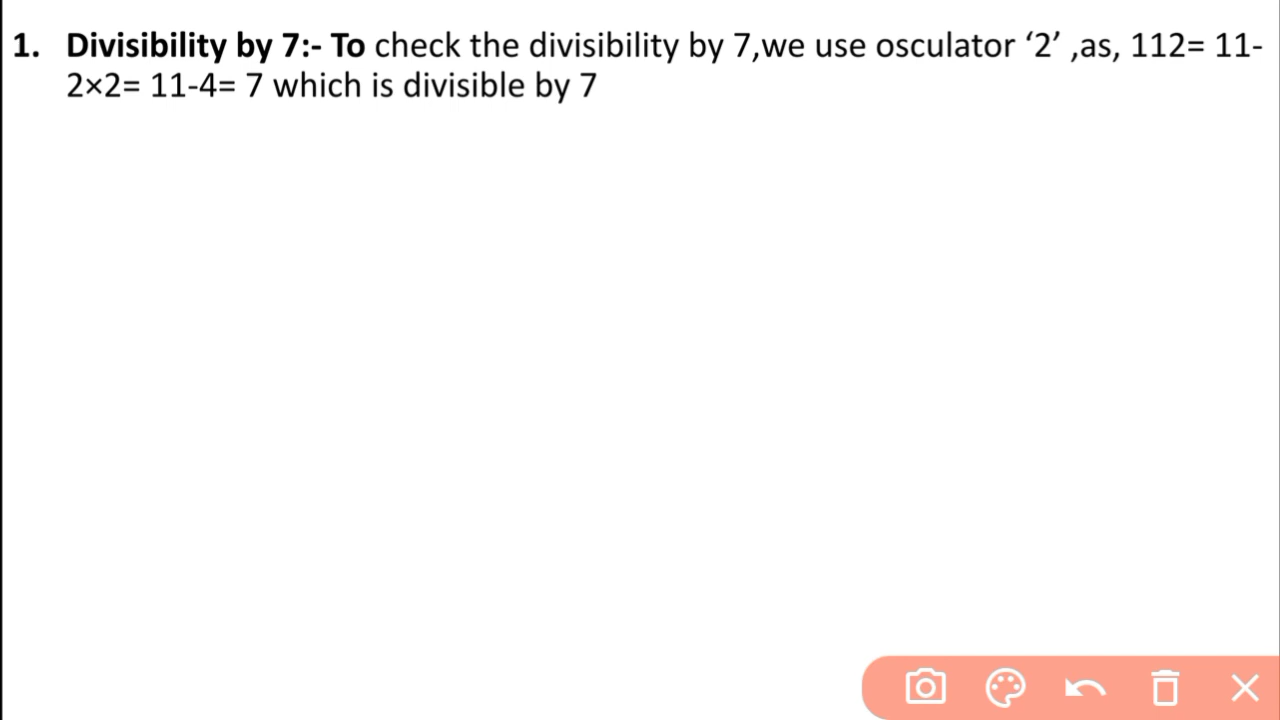 1. Divisibility by 7:- To check the divisibility by 7,we use osculator ‘2’ ,as, 112= 11-
2×2= 11-4= 7 which is divisible by 7